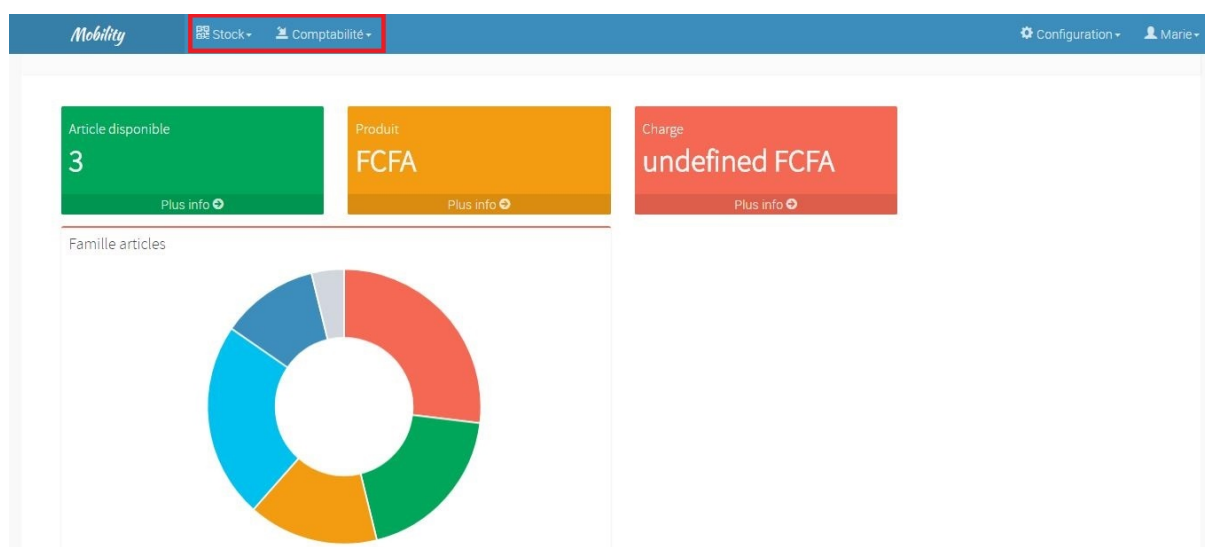 Mobility Stock Comptabilité Configuration Marie
Article disponible
3
Plus info
Produit
FCFA
Plus info
Charge
undefined FCFA
Plus info
Famille articles